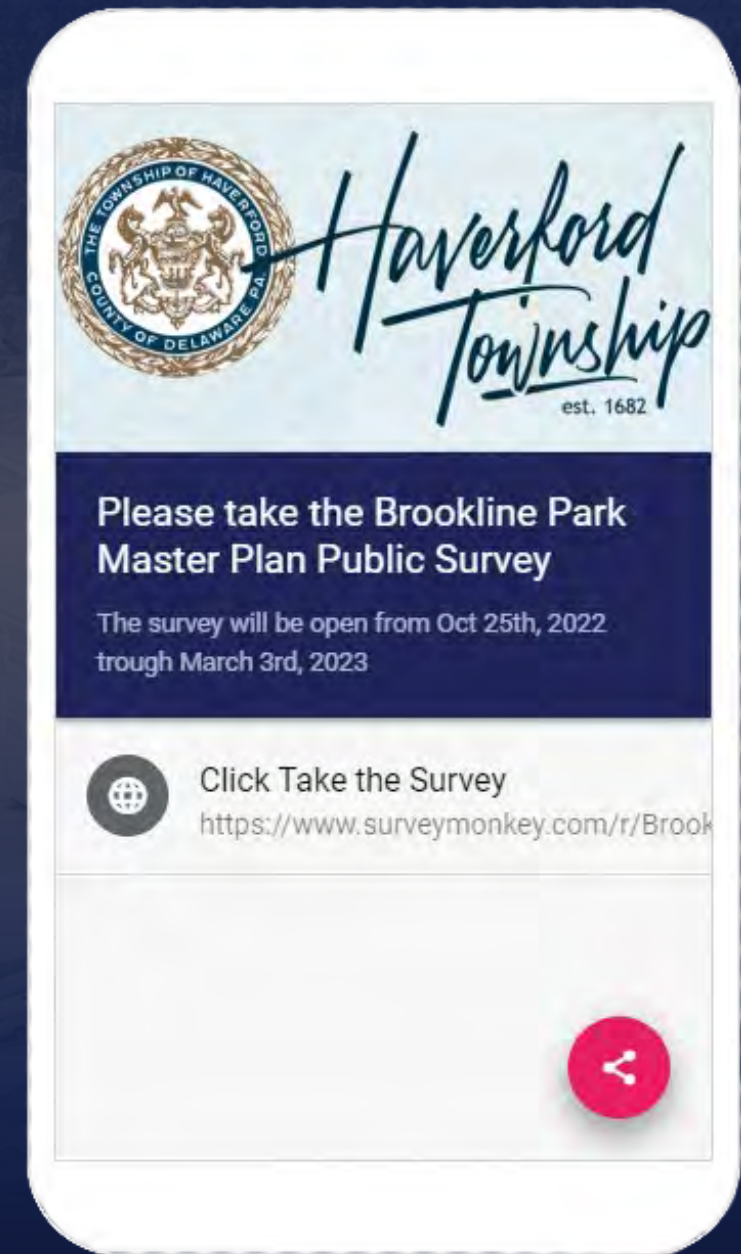 THE TOWNSHIP OF HAVERFORD
COUNTY OF DELAWARE PA
Haverford
Township
est. 1682
Please take the Brookline Park
Master Plan Public Survey
The survey will be open from Oct 25th, 2022
trough March 3rd, 2023
Click Take the Survey
https://www.surveymonkey.com/r/Brook